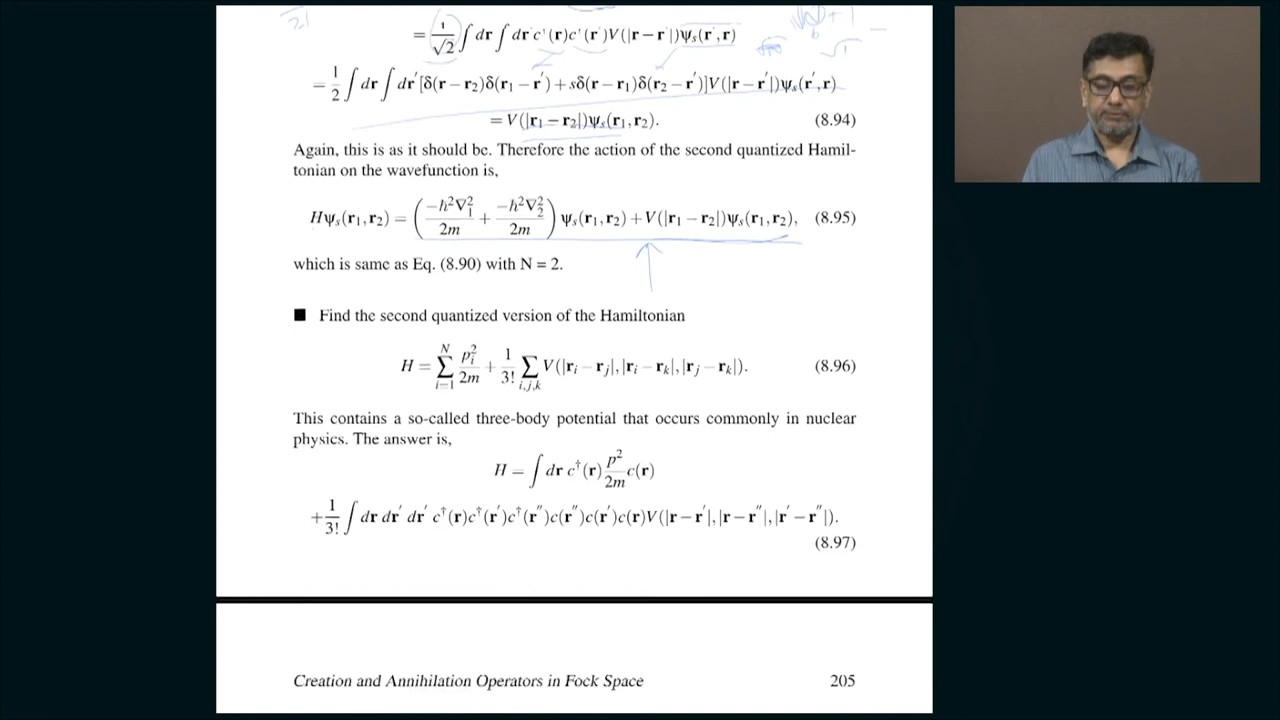 = 1/√2 ∫ dr ∫ dr′ c†(r)c†(r′)V(|r−r′|)ψs(r′,r)
= 1/2 ∫ dr ∫ dr′[δ(r−r2)δ(r1−r′)+sδ(r−r1)δ(r2−r′)]V(|r−r′|)ψs(r′,r)
= V(|r1−r2|)ψs(r1,r2). (8.94)
Again, this is as it should be. Therefore the action of the second quantized Hamil-
tonian on the wavefunction is,
Hψs(r1,r2) = (−ℏ²∇1²/2m + −ℏ²∇2²/2m) ψs(r1,r2)+V(|r1−r2|)ψs(r1,r2), (8.95)
which is same as Eq. (8.90) with N = 2.
■ Find the second quantized version of the Hamiltonian
H = ∑_{i=1}^{N} p_i²/2m + 1/3! ∑_{i,j,k} V(|ri−rj|,|ri−rk|,|rj−rk|). (8.96)
This contains a so-called three-body potential that occurs commonly in nuclear
physics. The answer is,
H = ∫ dr c†(r) p²/2m c(r)
+1/3! ∫ dr dr′ dr′ c†(r)c†(r′)c†(r″)c(r″)c(r′)c(r)V(|r−r′|,|r−r″|,|r′−r″|).
(8.97)
Creation and Annihilation Operators in Fock Space 205